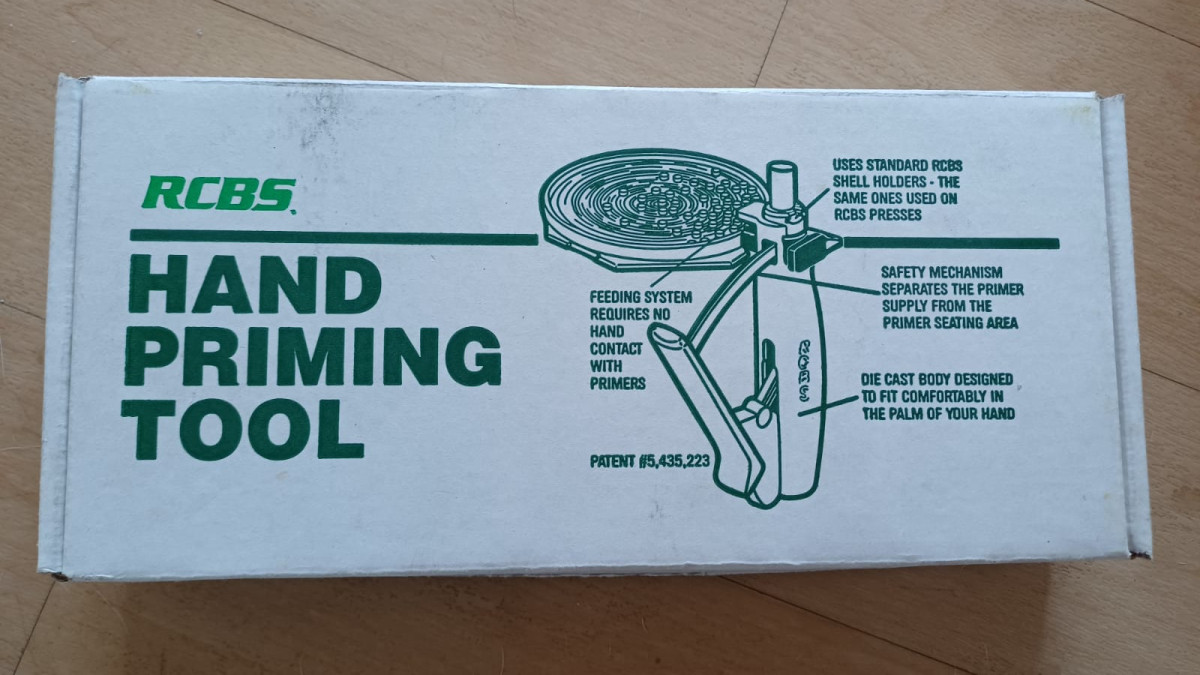 RCBS.
HAND
PRIMING
TOOL
USES STANDARD RCBS
SHELL HOLDERS - THE
SAME ONES USED ON
RCBS PRESSES
FEEDING SYSTEM
REQUIRES NO
HAND
CONTACT
WITH
PRIMERS
SAFETY MECHANISM
SEPARATES THE PRIMER
SUPPLY FROM THE
PRIMER SEATING AREA
RCBS
DIE CAST BODY DESIGNED
TO FIT COMFORTABLY IN
THE PALM OF YOUR HAND
PATENT #5,435,223